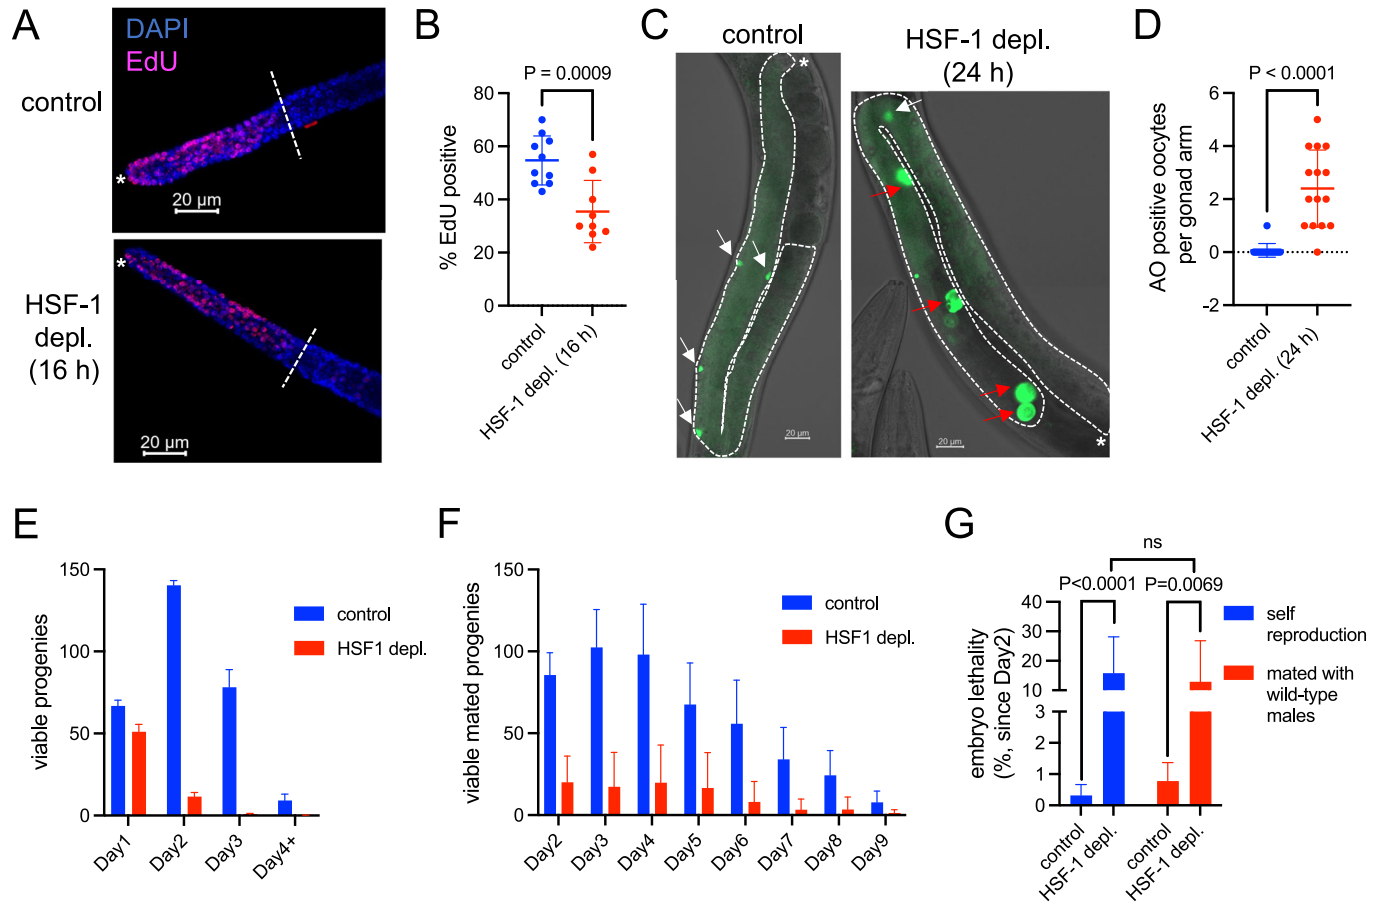 A
DAPI
EdU
control
*
20 µm
HSF-1
depl.
(16 h)
*
20 µm
B
P = 0.0009
80
60
40
20
0
% EdU positive
control
HSF-1 depl. (16 h)
C
control
*
20 µm
HSF-1 depl.
(24 h)
*
20 µm
D
P < 0.0001
6
4
2
0
-2
AO positive oocytes
per gonad arm
control
HSF-1 depl. (24 h)
E
150
100
50
0
viable progenies
control
HSF1 depl.
Day1
Day2
Day3
Day4+
F
150
100
50
0
viable mated progenies
control
HSF1 depl.
Day2
Day3
Day4
Day5
Day6
Day7
Day8
Day9
G
ns
P<0.0001
P=0.0069
40
30
20
10
3
2
1
0
embryo lethality
(%, since Day2)
self
reproduction
mated with
wild-type
males
control
HSF-1 depl.
control
HSF-1 depl.